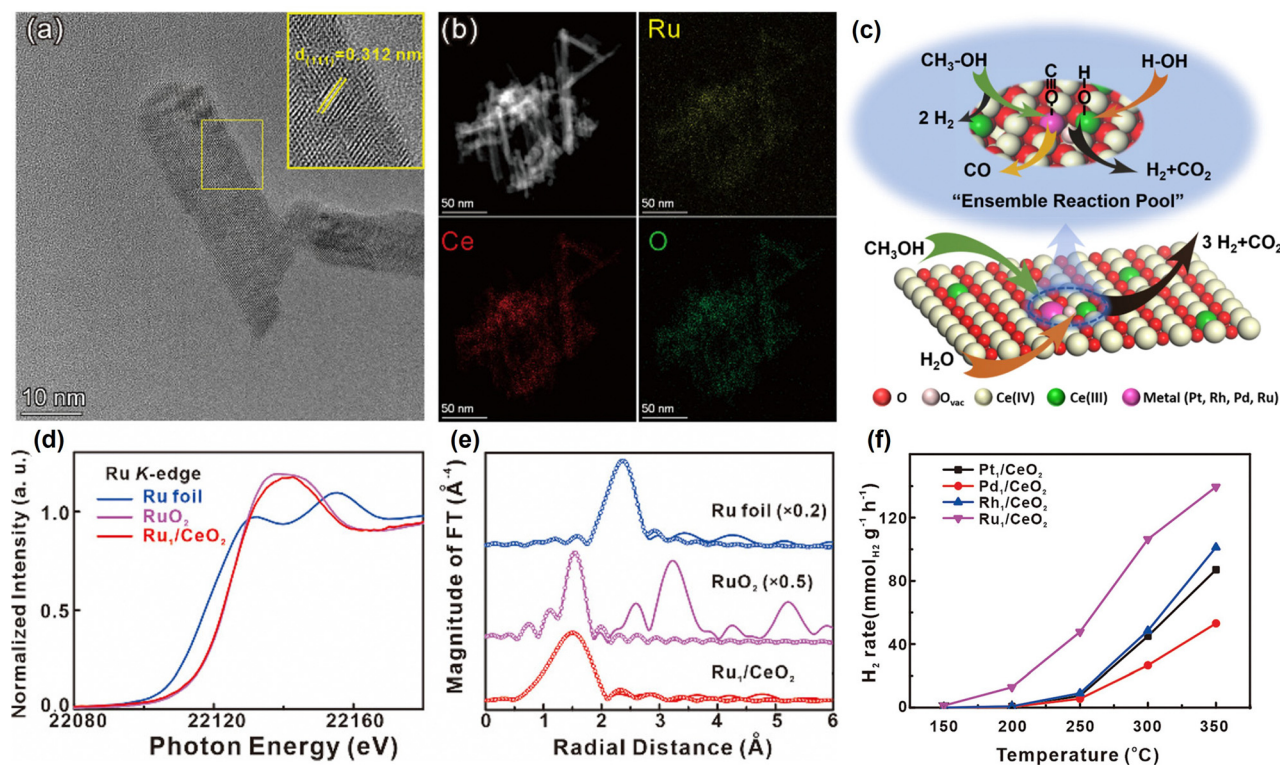 (a)
d(111)=0.312 nm
10 nm
(b)
Ru
50 nm
50 nm
Ce
O
50 nm
50 nm
(c)
CH₃-OH
H-OH
C
O
H
O
2 H₂
CO
H₂+CO₂
“Ensemble Reaction Pool”
CH₃OH
3 H₂+CO₂
H₂O
O
Oᵥₐc
Ce(IV)
Ce(III)
Metal (Pt, Rh, Pd, Ru)
(d)
Ru K-edge
Ru foil
RuO₂
Ru₁/CeO₂
Normalized Intensity (a. u.)
1.0
0.5
0.0
22080 22120 22160
Photon Energy (eV)
(e)
Magnitude of FT (Å⁻⁴)
Ru foil (×0.2)
RuO₂ (×0.5)
Ru₁/CeO₂
0 1 2 3 4 5 6
Radial Distance (Å)
(f)
Pt₁/CeO₂
Pd₁/CeO₂
Rh₁/CeO₂
Ru₁/CeO₂
H₂ rate(mmol_H2 g⁻¹ h⁻¹)
120
80
40
0
150 200 250 300 350
Temperature (°C)